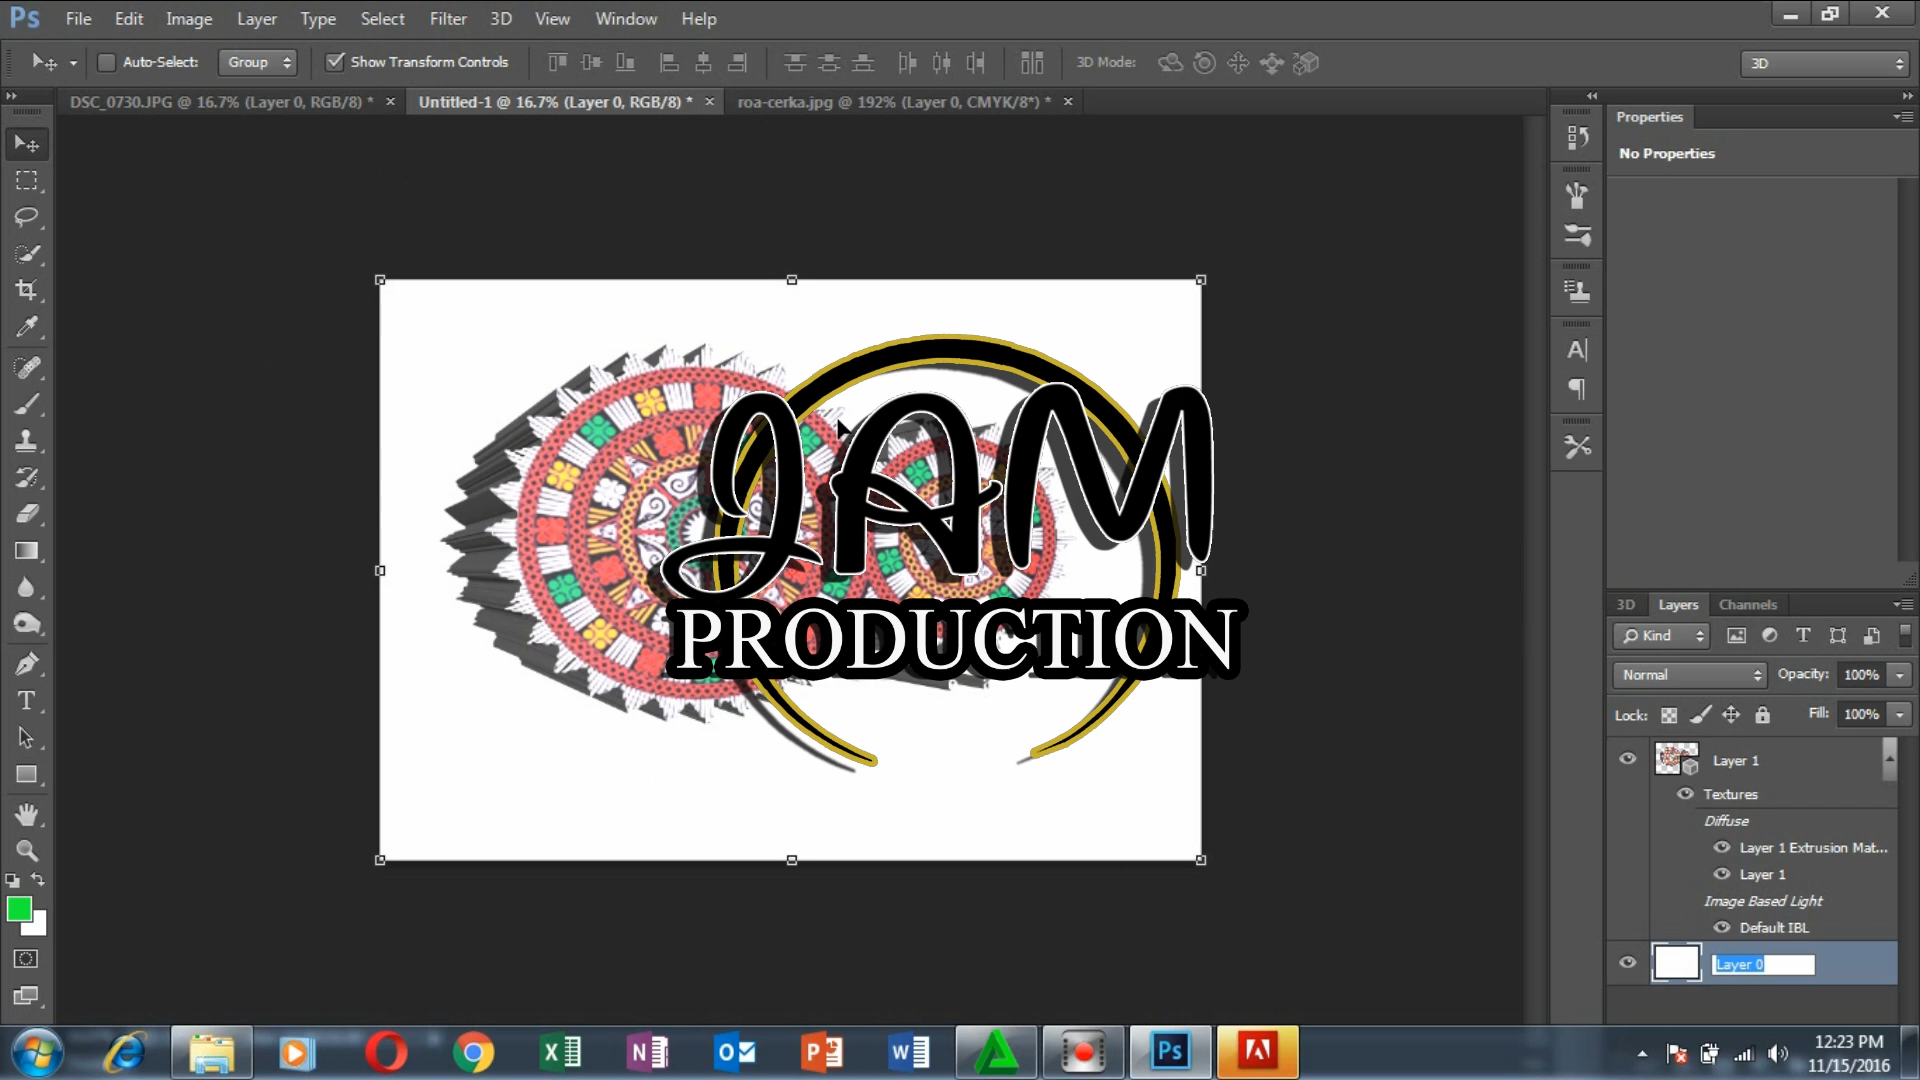 Ps File Edit Image Layer Type Select Filter 3D View Window Help
Auto-Select: Group Show Transform Controls 3D Mode: 3D
DSC_0730.JPG @ 16.7% (Layer 0, RGB/8) * × Untitled-1 @ 16.7% (Layer 0, RGB/8) * × roa-cerka.jpg @ 192% (Layer 0, CMYK/8*) * ×
Properties
No Properties
JAM
PRODUCTION
3D Layers Channels
Kind
Normal Opacity: 100%
Lock: Fill: 100%
Layer 1
Textures
Diffuse
Layer 1 Extrusion Mat...
Layer 1
Image Based Light
Default IBL
Layer 0
12:23 PM
11/15/2016